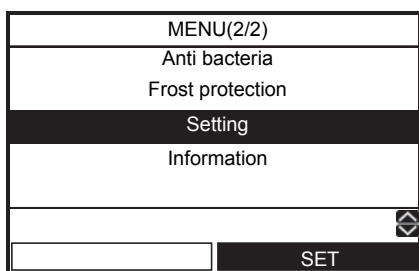 MENU(2/2)
Anti bacteria
Frost protection
Setting
Information
SET